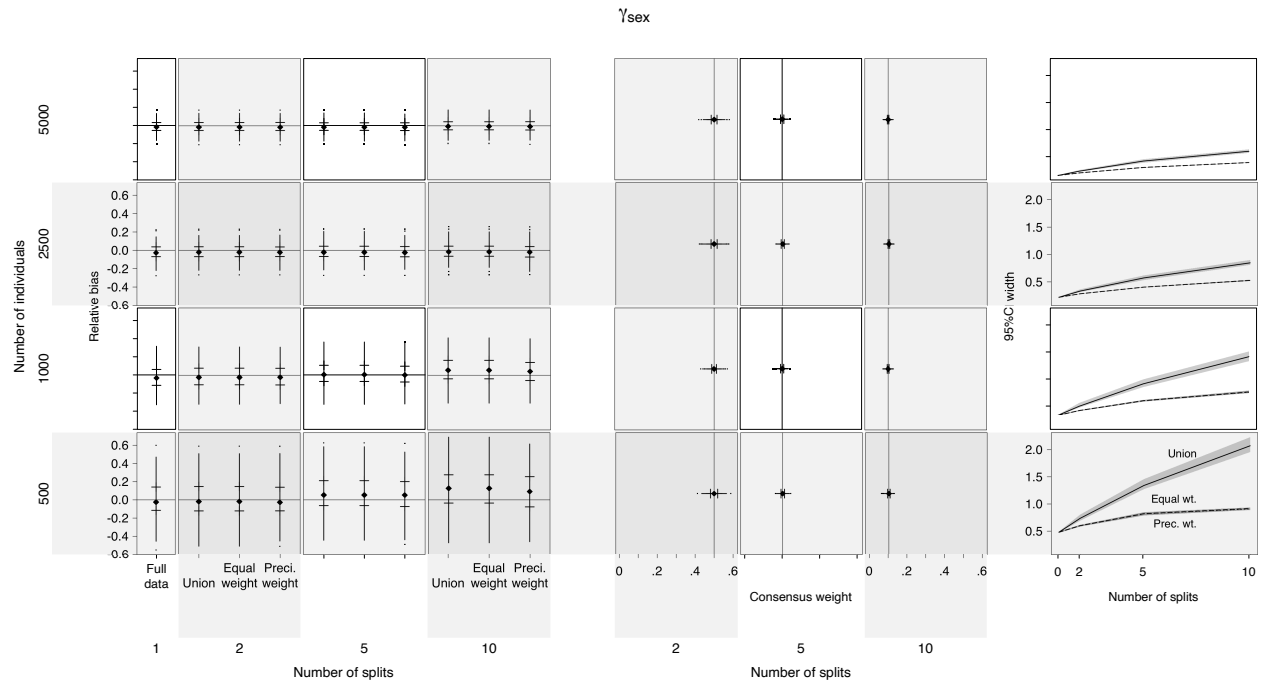 γsex
Number of individuals
5000
2500
1000
500
Relative bias
0.6
0.4
0.2
0.0
-0.2
-0.4
-0.6
0.6
0.4
0.2
0.0
-0.2
-0.4
-0.6
Full
data
Union
Equal
weight
Preci.
weight
Union
Equal
weight
Preci.
weight
1
2
5
10
Number of splits
0
.2
.4
.6
0
.2
.4
.6
Consensus weight
2
5
10
Number of splits
95%CI width
2.0
1.0
0.5
2.0
1.5
1.0
0.5
Union
Equal wt.
Prec. wt.
0
2
5
10
Number of splits